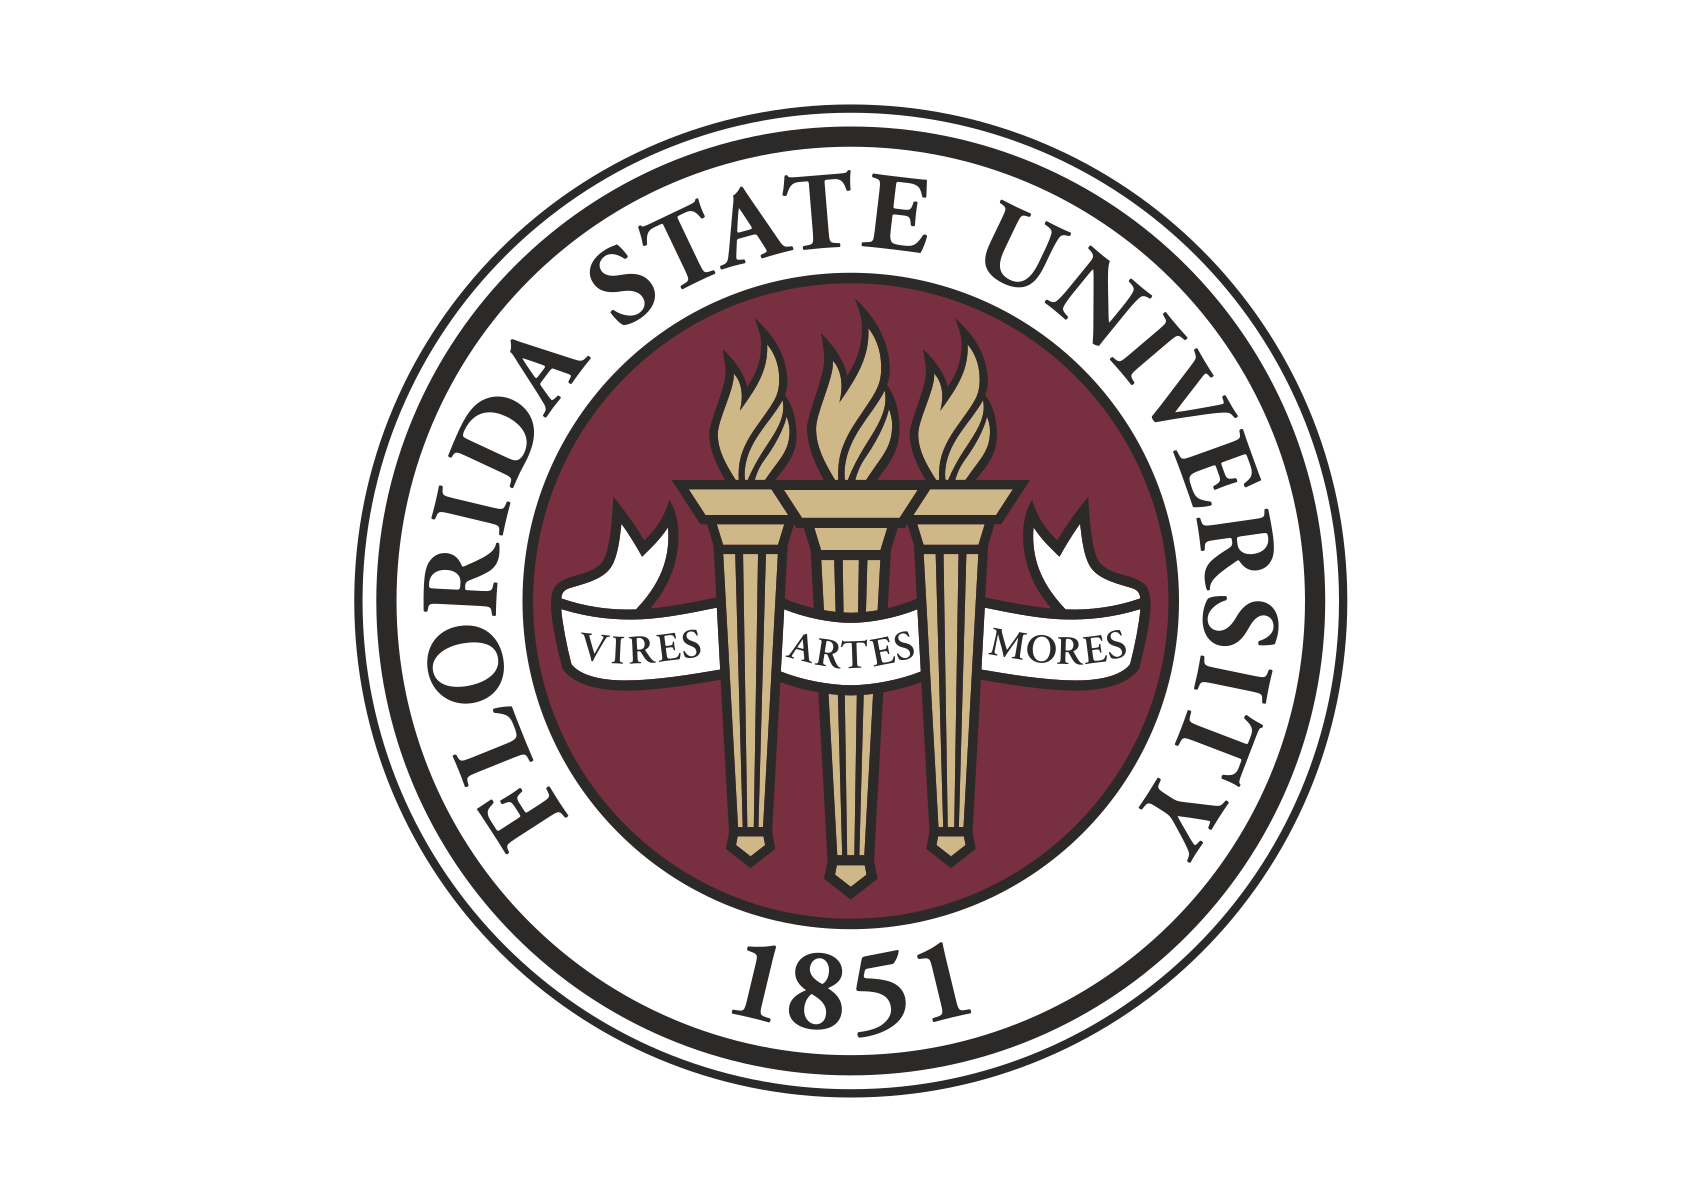 FLORIDA STATE UNIVERSITY
VIRES ARTES MORES
1851